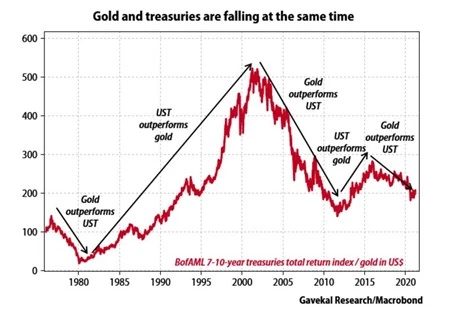 Gold and treasuries are falling at the same time
600
500
400
300
200
100
0
UST
outperforms
gold
Gold
outperforms
UST
Gold
outperforms
UST
UST
outperforms
gold
Gold
outperforms
UST
BofAML 7-10-year treasuries total return index / gold in US$
1980
1985
1990
1995
2000
2005
2010
2015
2020
Gavekal Research/Macrobond